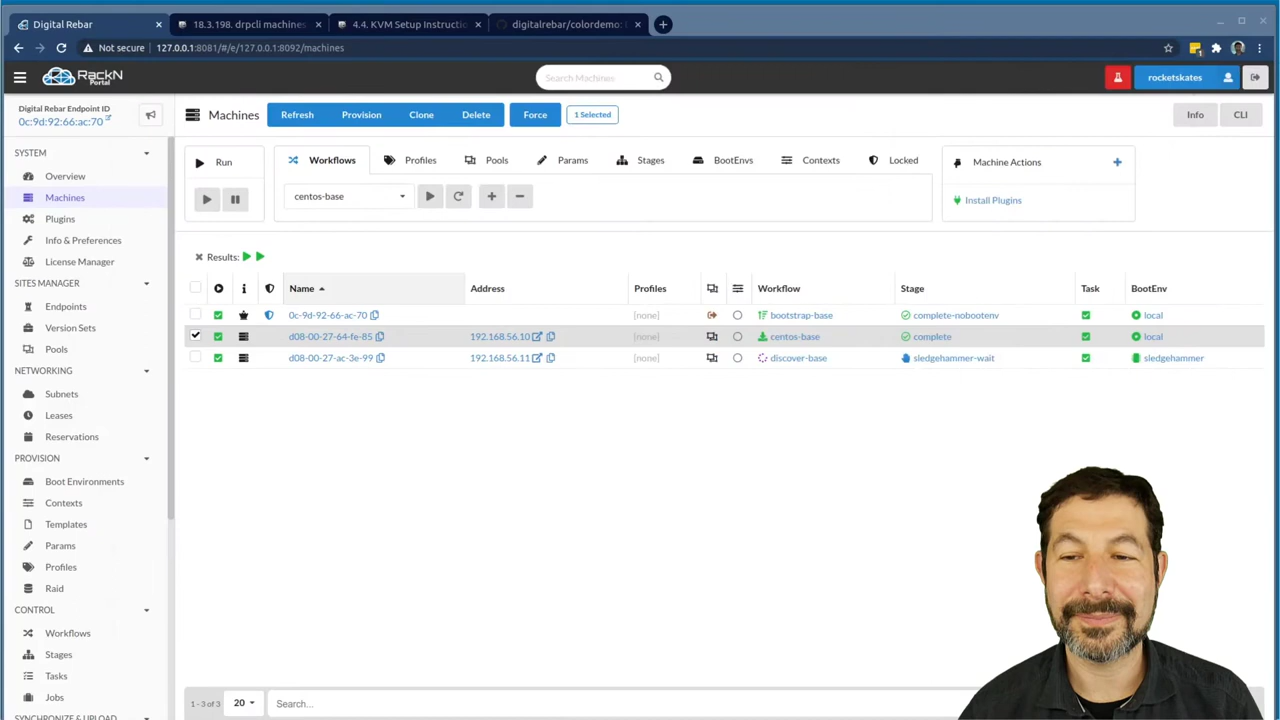 Digital Rebar
18.3.198. drpcli machines
4.4. KVM Setup Instructio
digitalrebar/colordemo:
Not secure
127.0.0.1:8081/#/e/127.0.0.1:8092/machines
RackN
Portal
Search Machines
rocketskates
Digital Rebar Endpoint ID
0c:9d:92:66:ac:70
Machines
Refresh
Provision
Clone
Delete
Force
1 Selected
Info
CLI
SYSTEM
Overview
Machines
Plugins
Info & Preferences
License Manager
SITES MANAGER
Endpoints
Version Sets
Pools
NETWORKING
Subnets
Leases
Reservations
PROVISION
Boot Environments
Contexts
Templates
Params
Profiles
Raid
CONTROL
Workflows
Stages
Tasks
Jobs
SYNCHRONIZE & UPLOAD
Run
Workflows
Profiles
Pools
Params
Stages
BootEnvs
Contexts
Locked
centos-base
Machine Actions
Install Plugins
Results:
Name Address Profiles Workflow Stage Task BootEnv
0c-9d-92-66-ac-70 [none] bootstrap-base complete-nobootenv local
d08-00-27-64-fe-85 192.168.56.10 [none] centos-base complete local
d08-00-27-ac-3e-99 192.168.56.11 [none] discover-base sledgehammer-wait sledgehammer
1 - 3 of 3
20
Search...